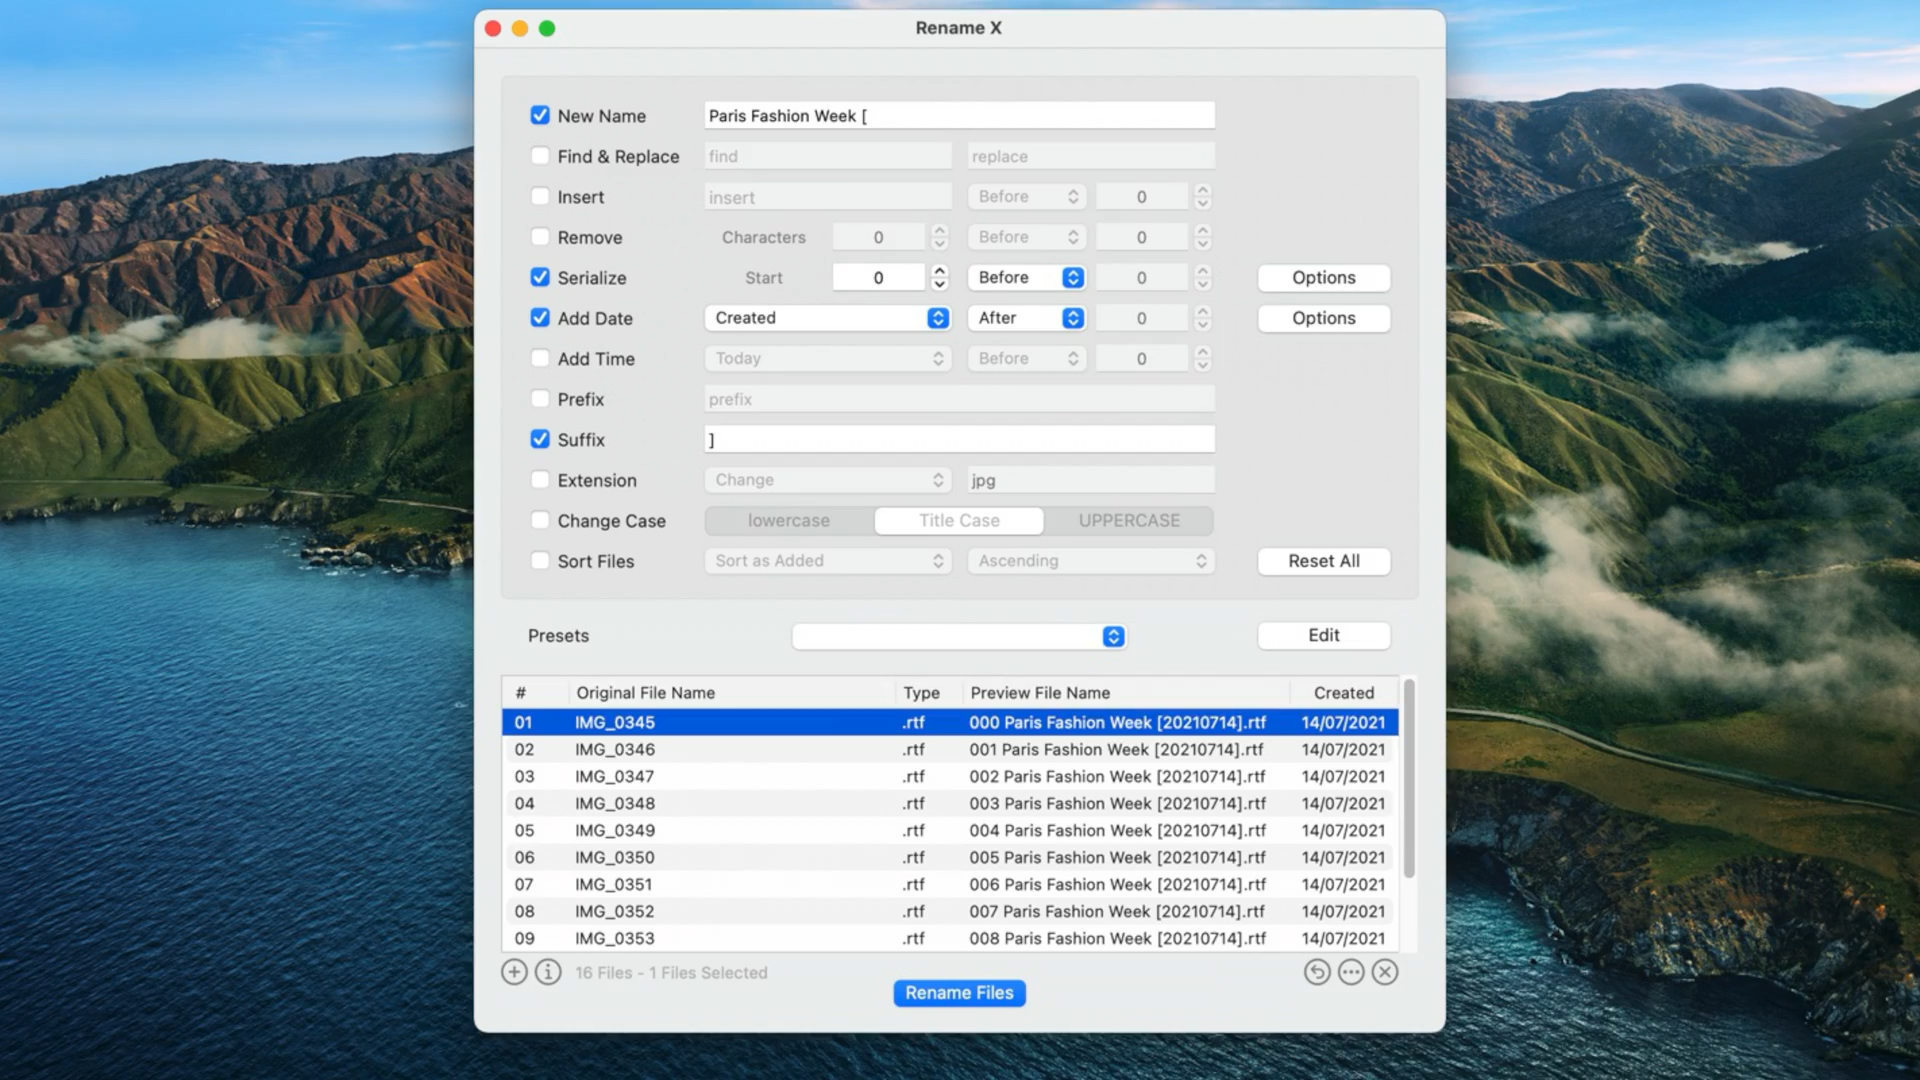 Rename X
New Name Paris Fashion Week [
Find & Replace find replace
Insert insert Before 0
Remove Characters 0 Before 0
Serialize Start 0 Before 0 Options
Add Date Created After 0 Options
Add Time Today Before 0
Prefix prefix
Suffix ]
Extension Change jpg
Change Case lowercase Title Case UPPERCASE
Sort Files Sort as Added Ascending Reset All
Presets Edit
# Original File Name Type Preview File Name Created
01 IMG_0345 .rtf 000 Paris Fashion Week [20210714].rtf 14/07/2021
02 IMG_0346 .rtf 001 Paris Fashion Week [20210714].rtf 14/07/2021
03 IMG_0347 .rtf 002 Paris Fashion Week [20210714].rtf 14/07/2021
04 IMG_0348 .rtf 003 Paris Fashion Week [20210714].rtf 14/07/2021
05 IMG_0349 .rtf 004 Paris Fashion Week [20210714].rtf 14/07/2021
06 IMG_0350 .rtf 005 Paris Fashion Week [20210714].rtf 14/07/2021
07 IMG_0351 .rtf 006 Paris Fashion Week [20210714].rtf 14/07/2021
08 IMG_0352 .rtf 007 Paris Fashion Week [20210714].rtf 14/07/2021
09 IMG_0353 .rtf 008 Paris Fashion Week [20210714].rtf 14/07/2021
16 Files - 1 Files Selected
Rename Files